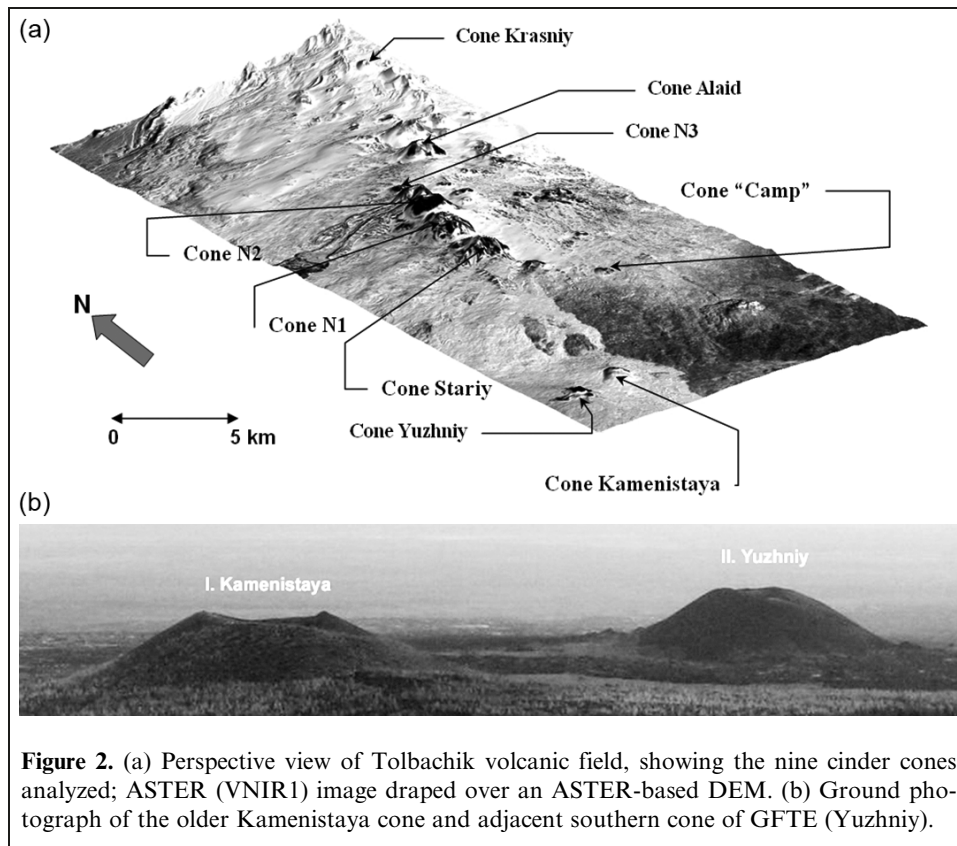 (a)
Cone Krasniy
Cone Alaid
Cone N3
Cone "Camp"
Cone N2
N
Cone N1
Cone Stariy
0 5 km
Cone Yuzhniy
Cone Kamenistaya
(b)
I. Kamenistaya
II. Yuzhniy
Figure 2. (a) Perspective view of Tolbachik volcanic field, showing the nine cinder cones
analyzed; ASTER (VNIR1) image draped over an ASTER-based DEM. (b) Ground pho-
tograph of the older Kamenistaya cone and adjacent southern cone of GFTE (Yuzhniy).